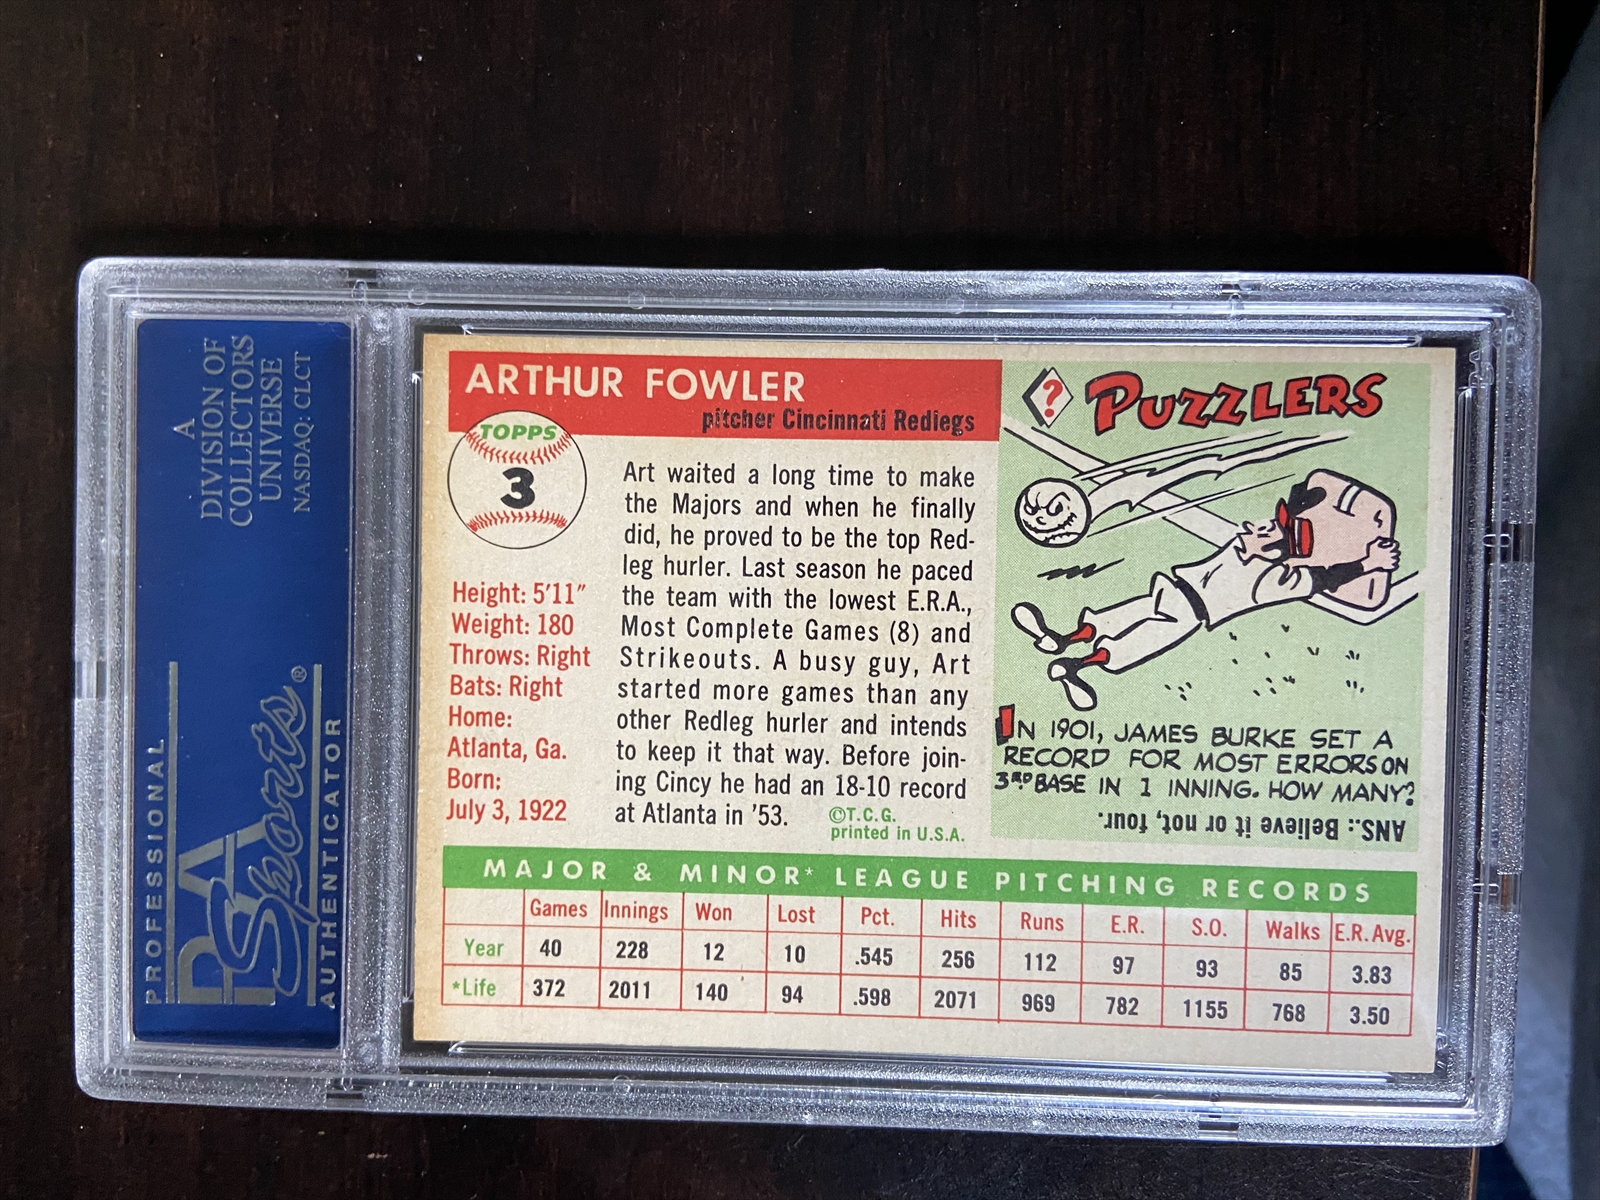 A
DIVISION OF
COLLECTORS
UNIVERSE
NASDAQ: CLCT
PROFESSIONAL
PSA
Sports®
AUTHENTICATOR
ARTHUR FOWLER
pitcher Cincinnati Redlegs
TOPPS
3
Height: 5'11"
Weight: 180
Throws: Right
Bats: Right
Home:
Atlanta, Ga.
Born:
July 3, 1922
Art waited a long time to make
the Majors and when he finally
did, he proved to be the top Red-
leg hurler. Last season he paced
the team with the lowest E.R.A.,
Most Complete Games (8) and
Strikeouts. A busy guy, Art
started more games than any
other Redleg hurler and intends
to keep it that way. Before join-
ing Cincy he had an 18-10 record
at Atlanta in '53.
©T.C.G.
printed in U.S.A.
? PUZZLERS
IN 1901, JAMES BURKE SET A
RECORD FOR MOST ERRORS ON
3RD BASE IN 1 INNING. HOW MANY?
ANS.: Believe it or not, four.
MAJOR & MINOR* LEAGUE PITCHING RECORDS
Games Innings Won Lost Pct. Hits Runs E.R. S.O. Walks E.R. Avg.
Year 40 228 12 10 .545 256 112 97 93 85 3.83
*Life 372 2011 140 94 .598 2071 969 782 1155 768 3.50